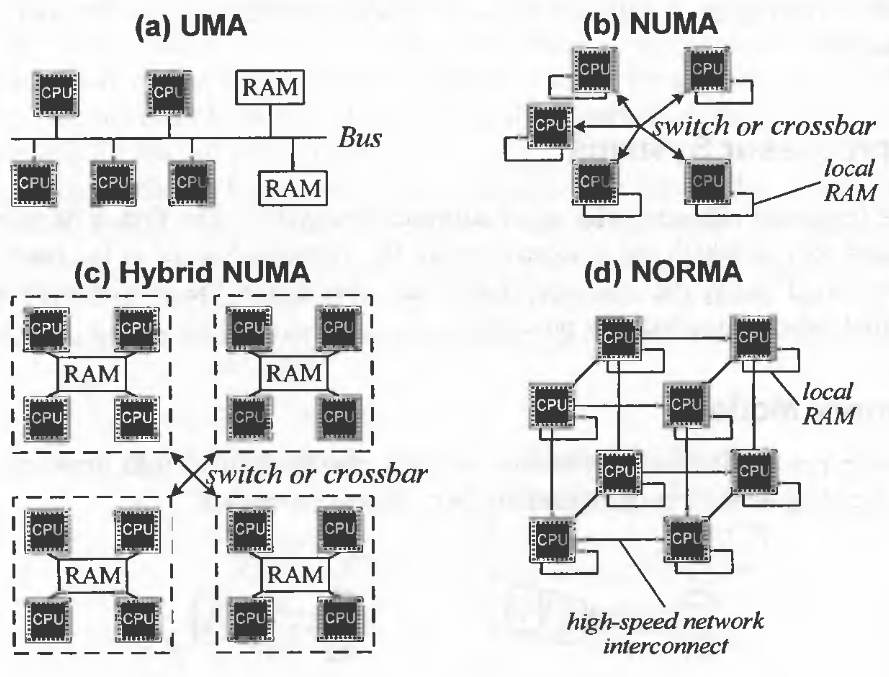 (a) UMA
CPU
CPU
RAM
Bus
CPU
CPU
CPU
RAM
(b) NUMA
CPU
CPU
CPU
switch or crossbar
CPU
CPU
local
RAM
(c) Hybrid NUMA
CPU
CPU
RAM
CPU
CPU
CPU
CPU
RAM
CPU
CPU
switch or crossbar
CPU
CPU
RAM
CPU
CPU
CPU
CPU
RAM
CPU
CPU
(d) NORMA
CPU
CPU
CPU
CPU
local
RAM
CPU
CPU
CPU
CPU
high-speed network
interconnect